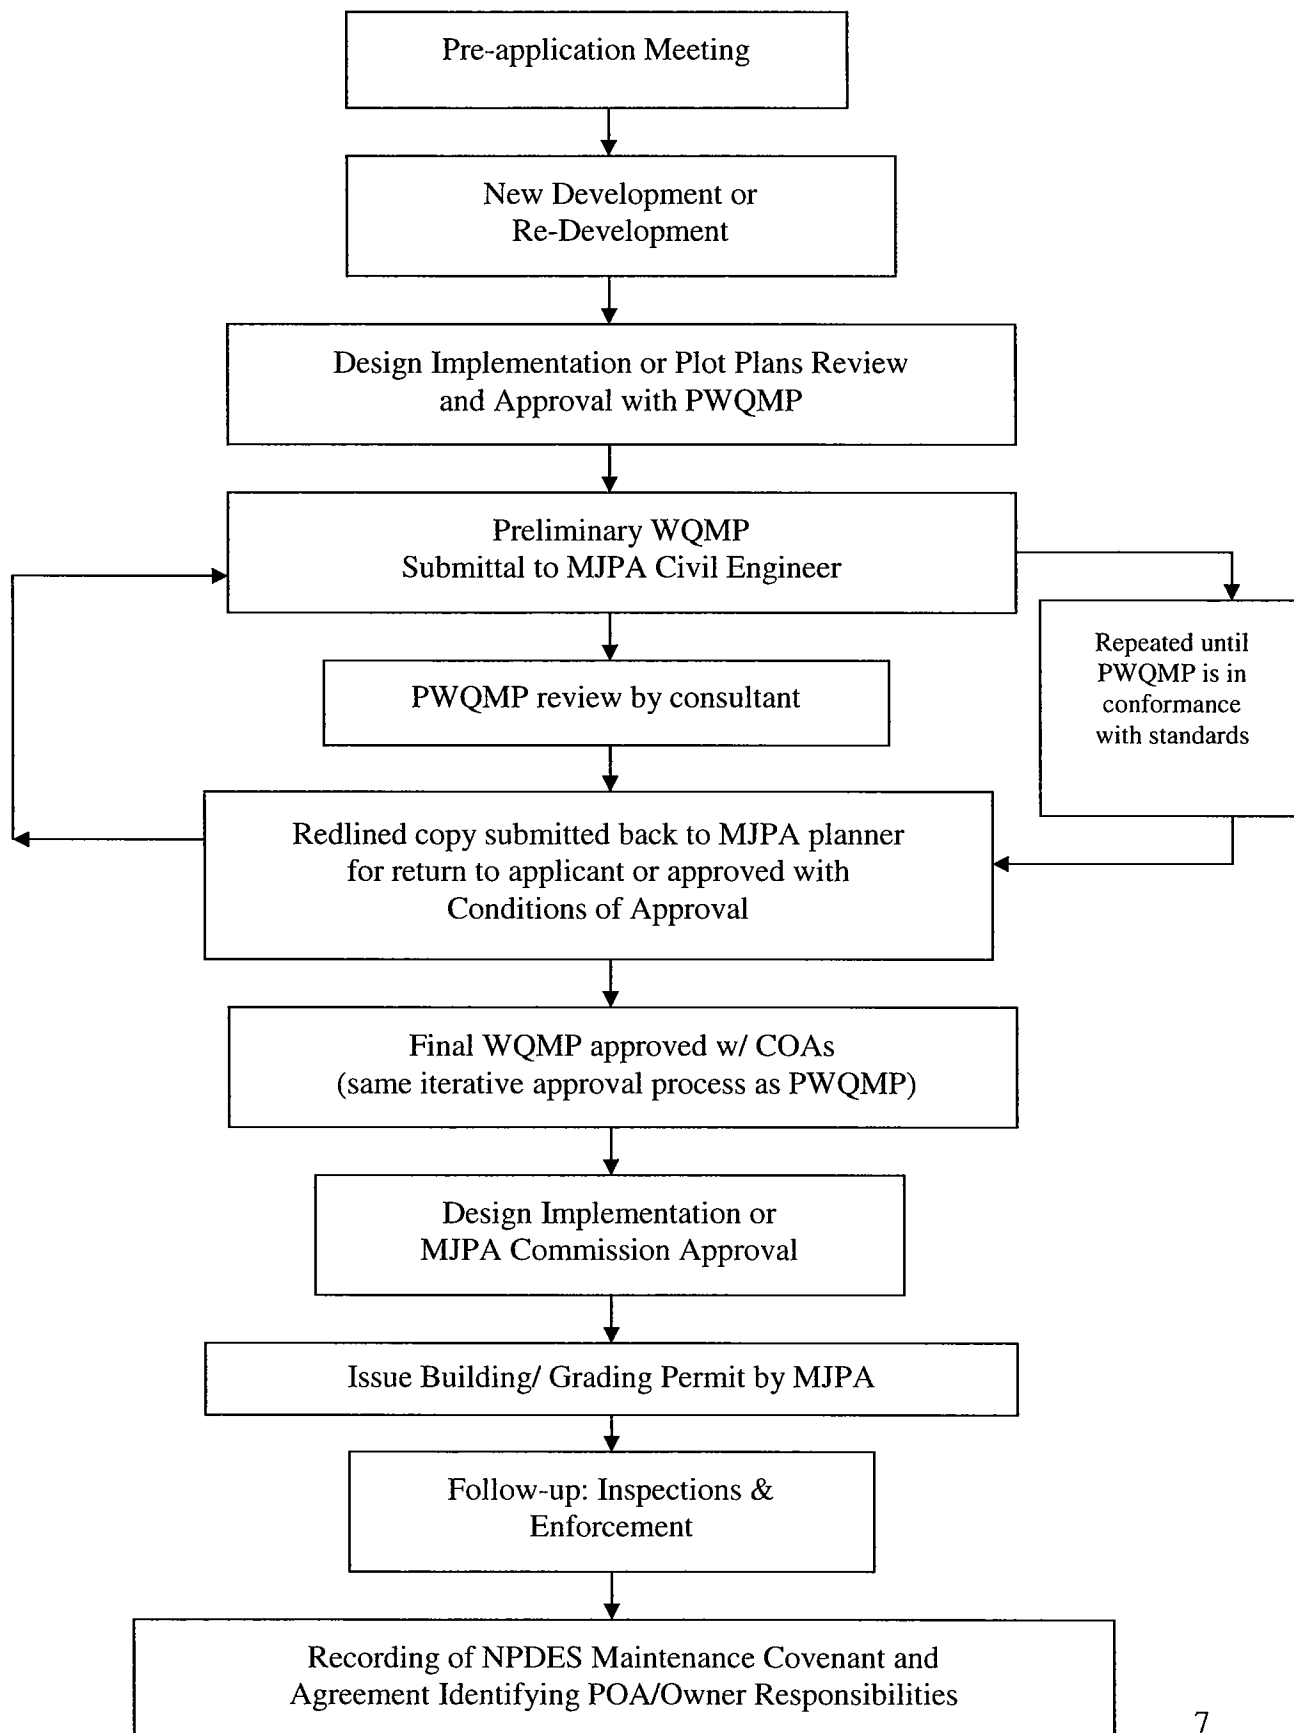 Pre-application Meeting
New Development or
Re-Development
Design Implementation or Plot Plans Review
and Approval with PWQMP
Preliminary WQMP
Submittal to MJPA Civil Engineer
Repeated until
PWQMP is in
conformance
with standards
PWQMP review by consultant
Redlined copy submitted back to MJPA planner
for return to applicant or approved with
Conditions of Approval
Final WQMP approved w/ COAs
(same iterative approval process as PWQMP)
Design Implementation or
MJPA Commission Approval
Issue Building/ Grading Permit by MJPA
Follow-up: Inspections &
Enforcement
Recording of NPDES Maintenance Covenant and
Agreement Identifying POA/Owner Responsibilities
7